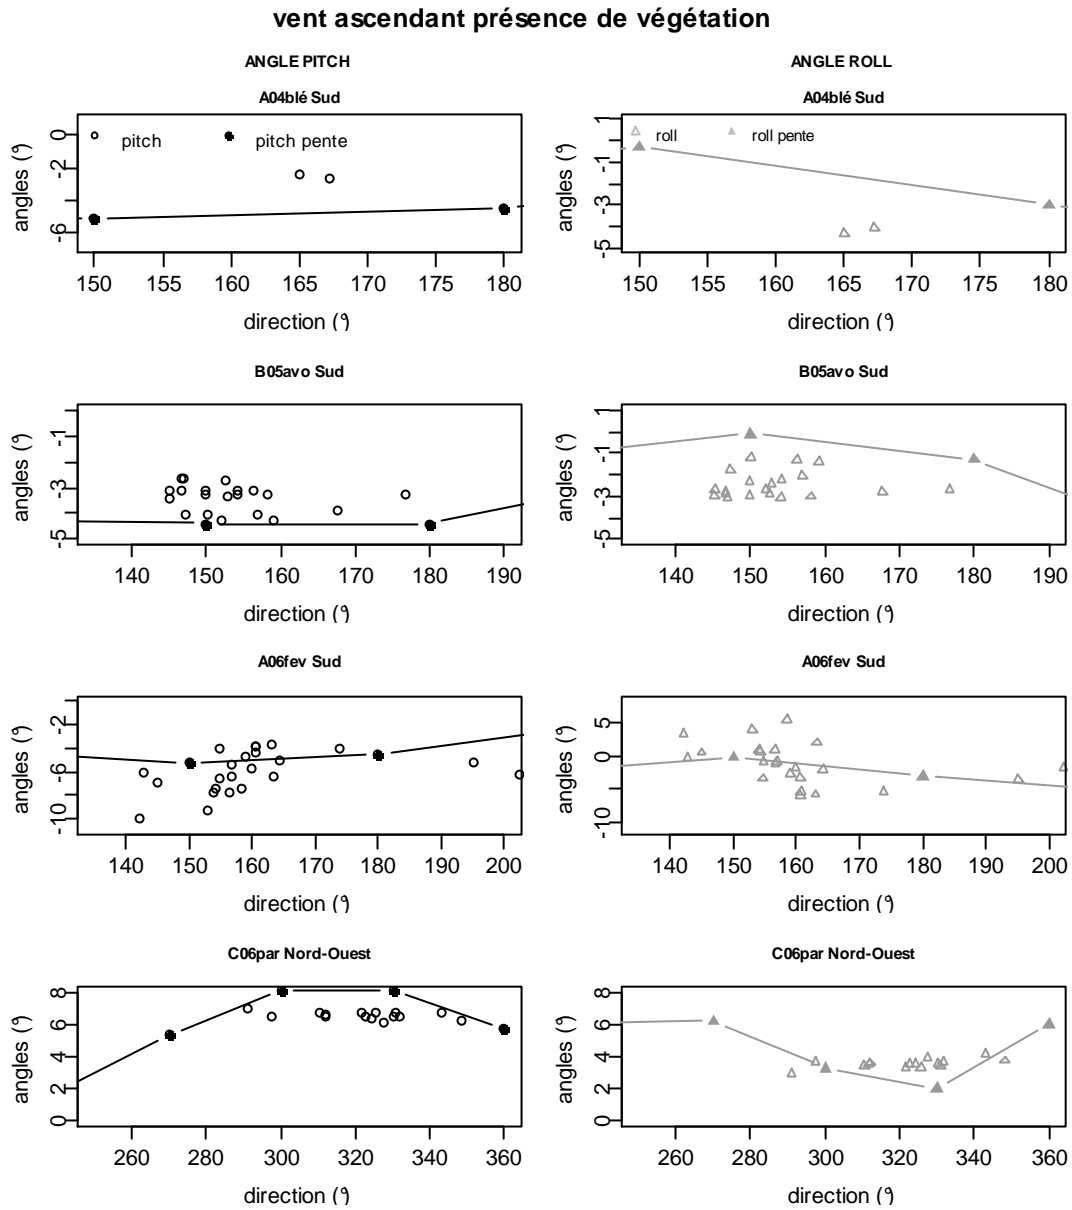 vent ascendant présence de végétation
ANGLE PITCH
ANGLE ROLL
A04blé Sud
A04blé Sud
pitch
pitch pente
roll
roll pente
angles (°)
0
-2
-6
150 155 160 165 170 175 180
direction (°)
angles (°)
1
-1
-3
-5
150 155 160 165 170 175 180
direction (°)
B05avo Sud
B05avo Sud
angles (°)
-1
-3
-5
140 150 160 170 180 190
direction (°)
angles (°)
1
-1
-3
-5
140 150 160 170 180 190
direction (°)
A06fev Sud
A06fev Sud
angles (°)
-2
-6
-10
140 150 160 170 180 190 200
direction (°)
angles (°)
5
0
-10
140 150 160 170 180 190 200
direction (°)
C06par Nord-Ouest
C06par Nord-Ouest
angles (°)
8
6
4
2
0
260 280 300 320 340 360
direction (°)
angles (°)
8
6
4
2
0
260 280 300 320 340 360
direction (°)